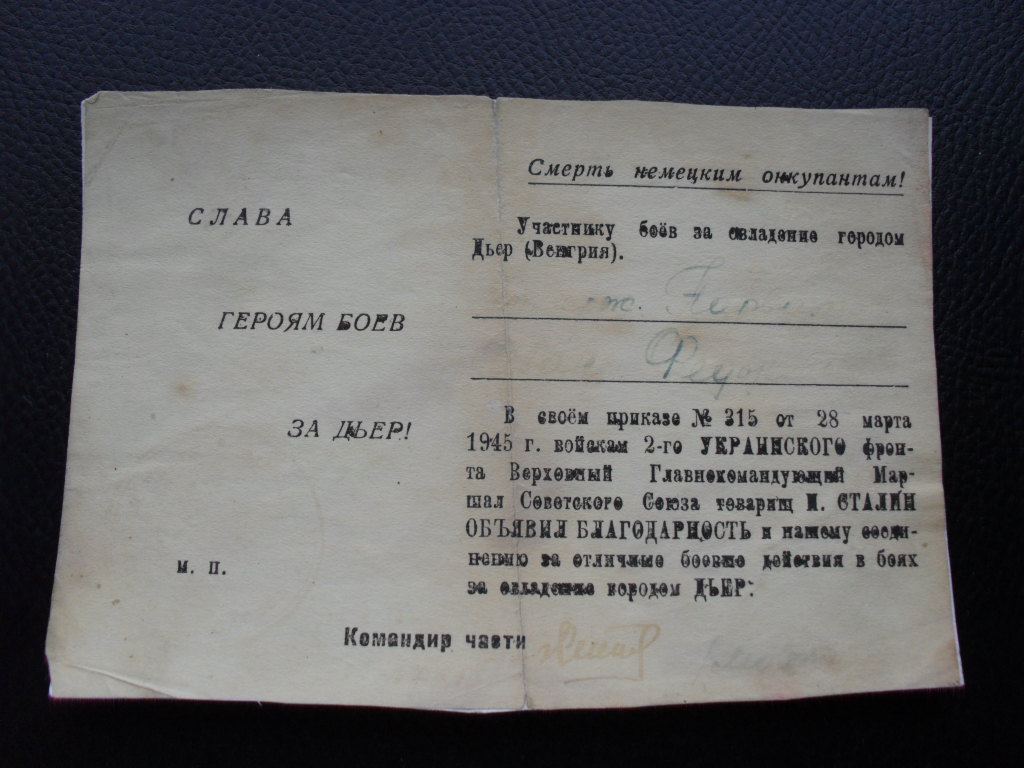 СЛАВА
ГЕРОЯМ БОЕВ
ЗА ДЬЕР!
М. П.
Смерть немецким оккупантам!
Участнику боёв за овладение городом
Дьер (Венгрия).
В своём приказе № 315 от 28 марта
1945 г. войскам 2-го УКРАИНСКОГО фрон-
та Верховный Главнокомандующий Мар-
шал Советского Союза товарищ И. СТАЛИН
ОБЪЯВИЛ БЛАГОДАРНОСТЬ и нашему соеди-
нению за отличные боевые действия в боях
за овладение городом ДЬЕР.
Командир части